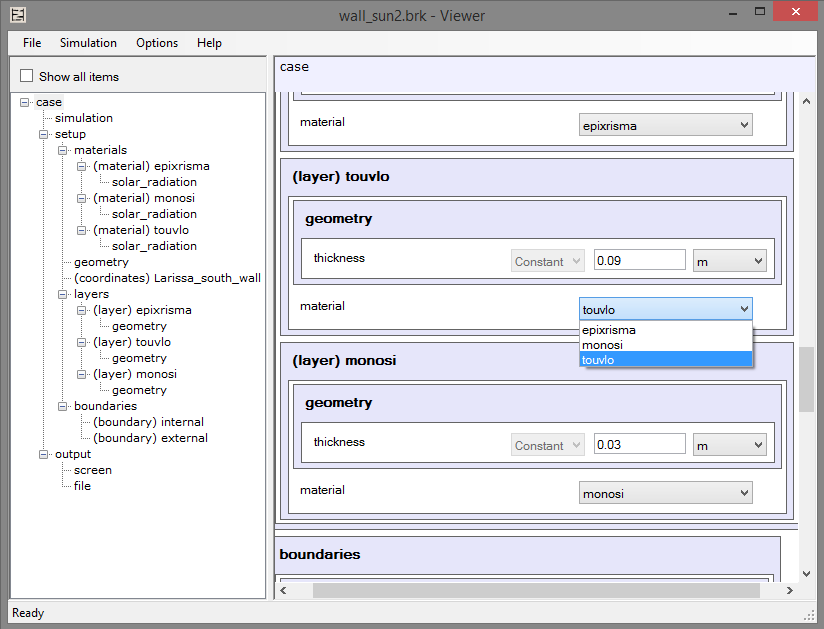 wall_sun2.brk - Viewer
File Simulation Options Help
Show all items
case
simulation
setup
materials
(material) epixrisma
solar_radiation
(material) monosi
solar_radiation
(material) touvlo
solar_radiation
geometry
(coordinates) Larissa_south_wall
layers
(layer) epixrisma
geometry
(layer) touvlo
geometry
(layer) monosi
geometry
boundaries
(boundary) internal
(boundary) external
output
screen
file
case
material epixrisma
(layer) touvlo
geometry
thickness Constant 0.09 m
material touvlo
epixrisma
monosi
touvlo
(layer) monosi
geometry
thickness Constant 0.03 m
material monosi
boundaries
Ready